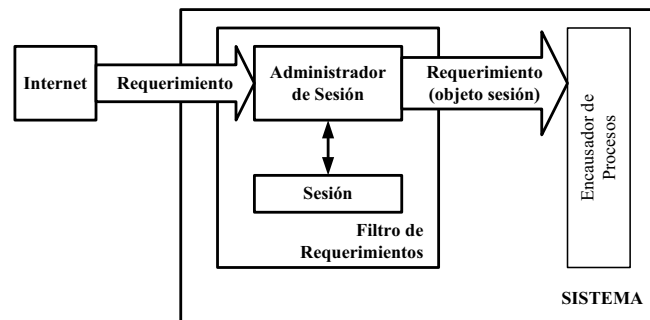 Internet
Requerimiento
Administrador
de Sesión
Requerimiento
(objeto sesión)
Encausador de
Procesos
Sesión
Filtro de
Requerimientos
SISTEMA